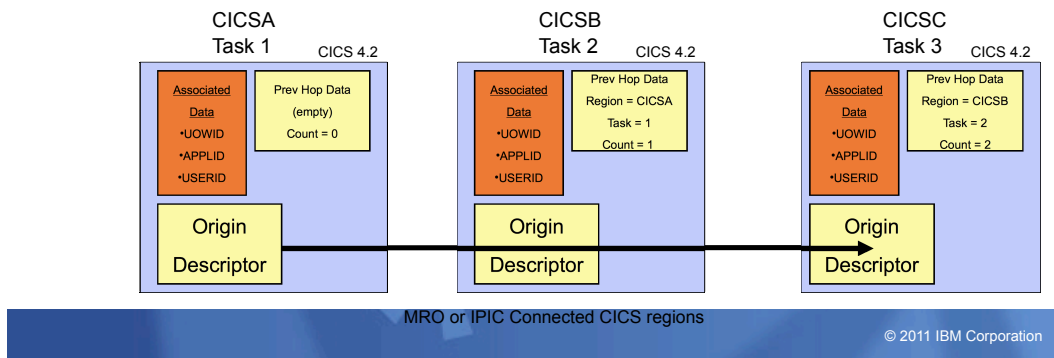 CICSA
Task 1
CICS 4.2
Associated
Data
•UOWID
•APPLID
•USERID
Prev Hop Data
(empty)
Count = 0
Origin
Descriptor
CICSB
Task 2
CICS 4.2
Associated
Data
•UOWID
•APPLID
•USERID
Prev Hop Data
Region = CICSA
Task = 1
Count = 1
Origin
Descriptor
CICSC
Task 3
CICS 4.2
Associated
Data
•UOWID
•APPLID
•USERID
Prev Hop Data
Region = CICSB
Task = 2
Count = 2
Origin
Descriptor
MRO or IPIC Connected CICS regions
© 2011 IBM Corporation